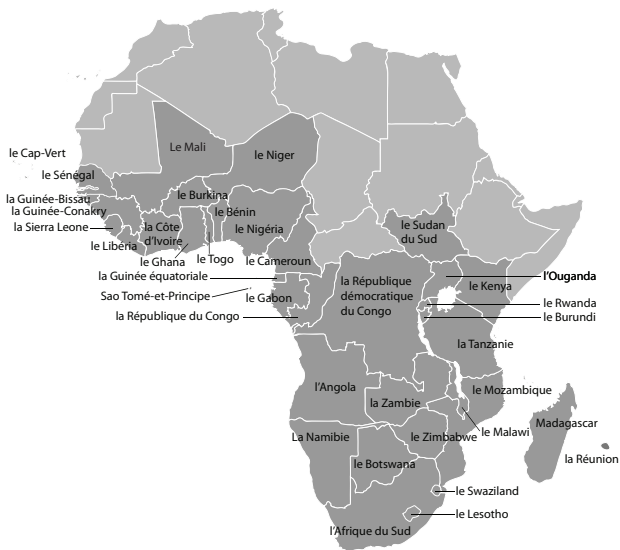 Le Mali
le Niger
le Cap-Vert
le Sénégal
la Guinée-Bissau
le Burkina
la Guinée-Conakry
le Bénin
la Sierra Leone
la Côte
d'Ivoire
le Nigéria
le Sudan
du Sud
le Libéria
le Ghana
le Togo
le Cameroun
la Guinée équatoriale
l'Ouganda
la République
démocratique
du Congo
le Kenya
Sao Tomé-et-Principe
le Gabon
le Rwanda
la République du Congo
le Burundi
la Tanzanie
l'Angola
la Zambie
le Mozambique
Madagascar
La Namibie
le Zimbabwe
le Malawi
la Réunion
le Botswana
le Swaziland
le Lesotho
l'Afrique du Sud